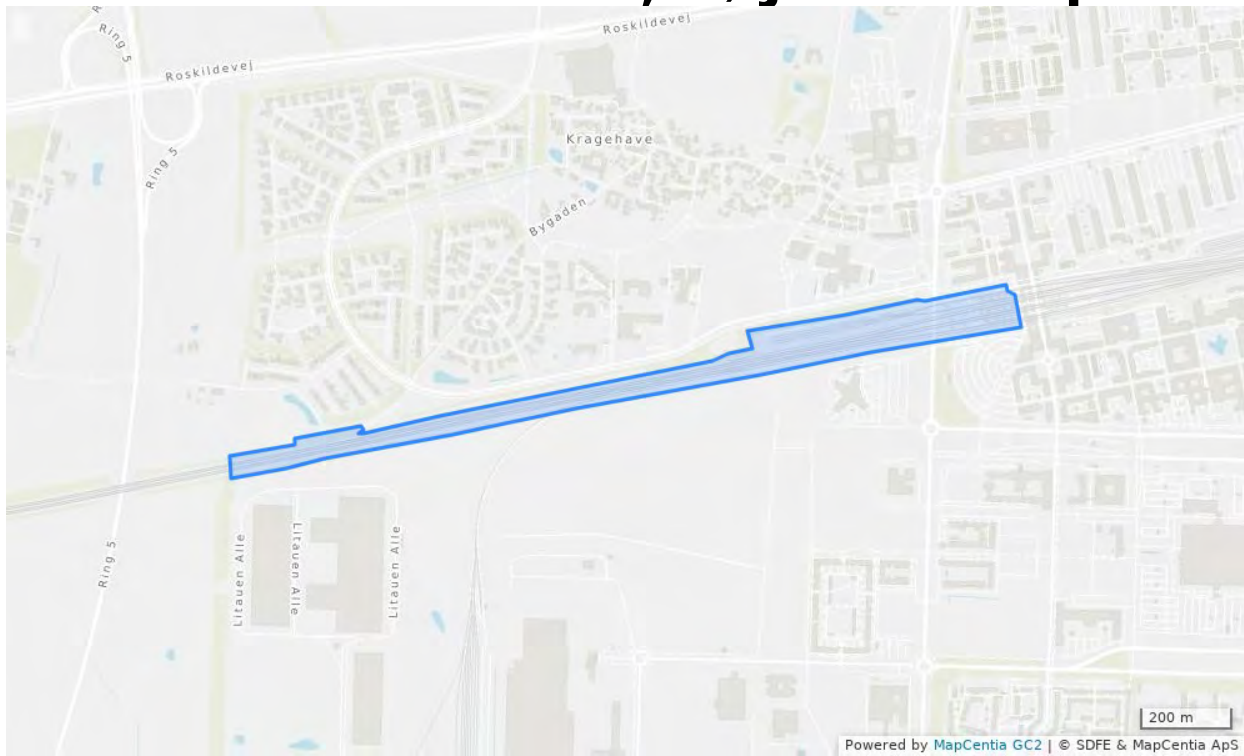 Roskildevej
Ring 5
Roskildevej
Kragehave
Ring 5
Bygaden
Litauen Alle
Litauen Alle
Litauen Alle
Ring 5
200 m
Powered by MapCentia GC2 | © SDFE & MapCentia ApS